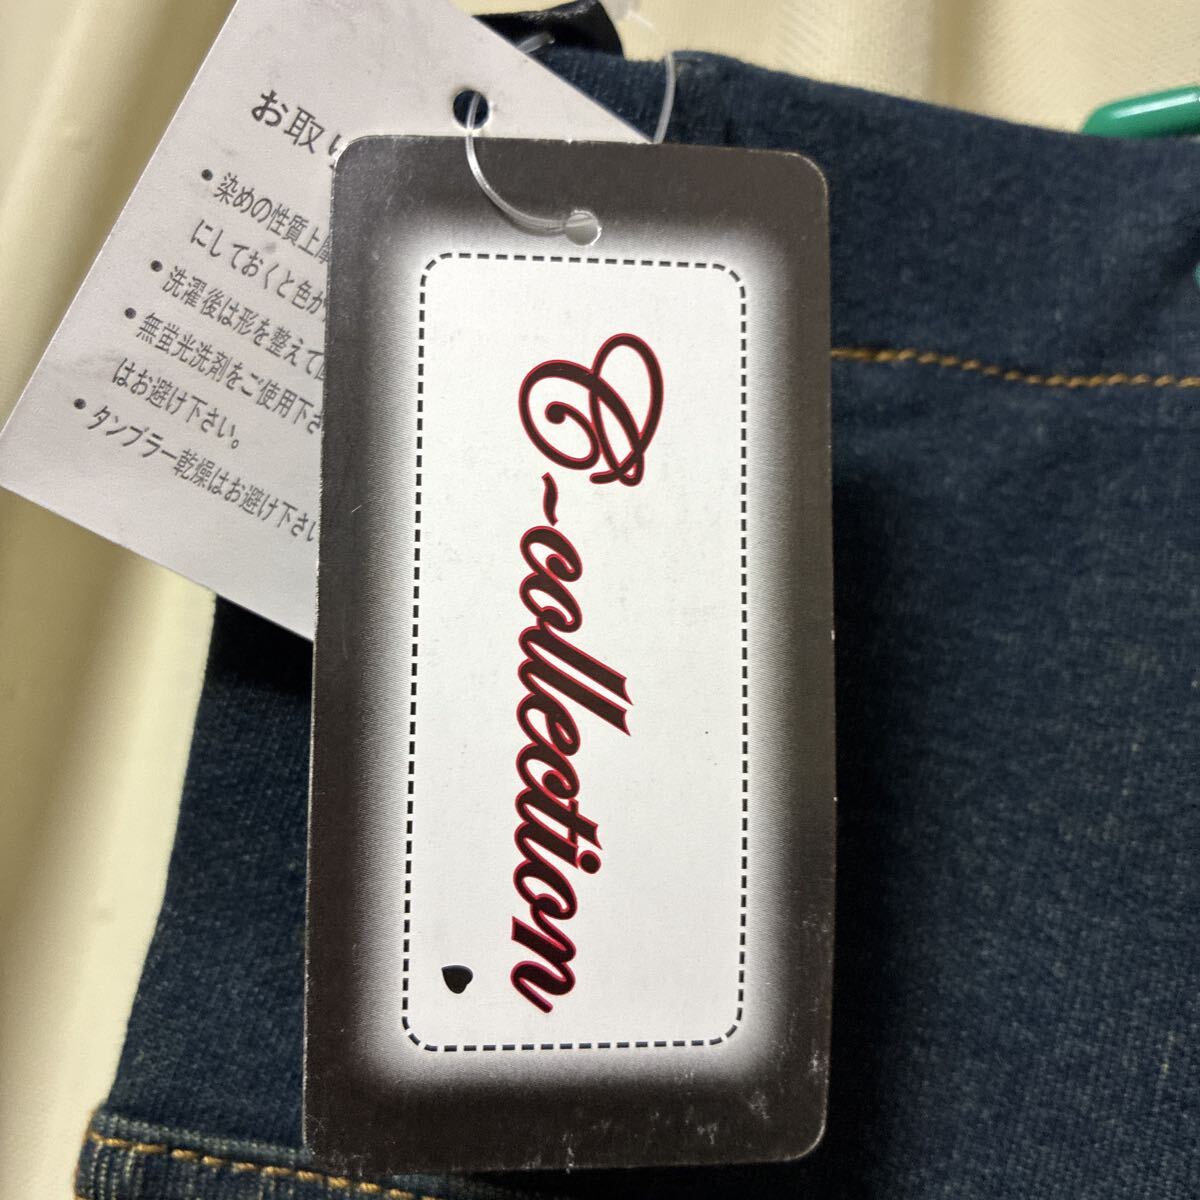 お取り
・染めの性質上摩
にしておくと色が
・洗濯後は形を整えて
・無蛍光洗剤をご使用下さ
はお避け下さい。
・タンブラー乾燥はお避け下さい
C~collection